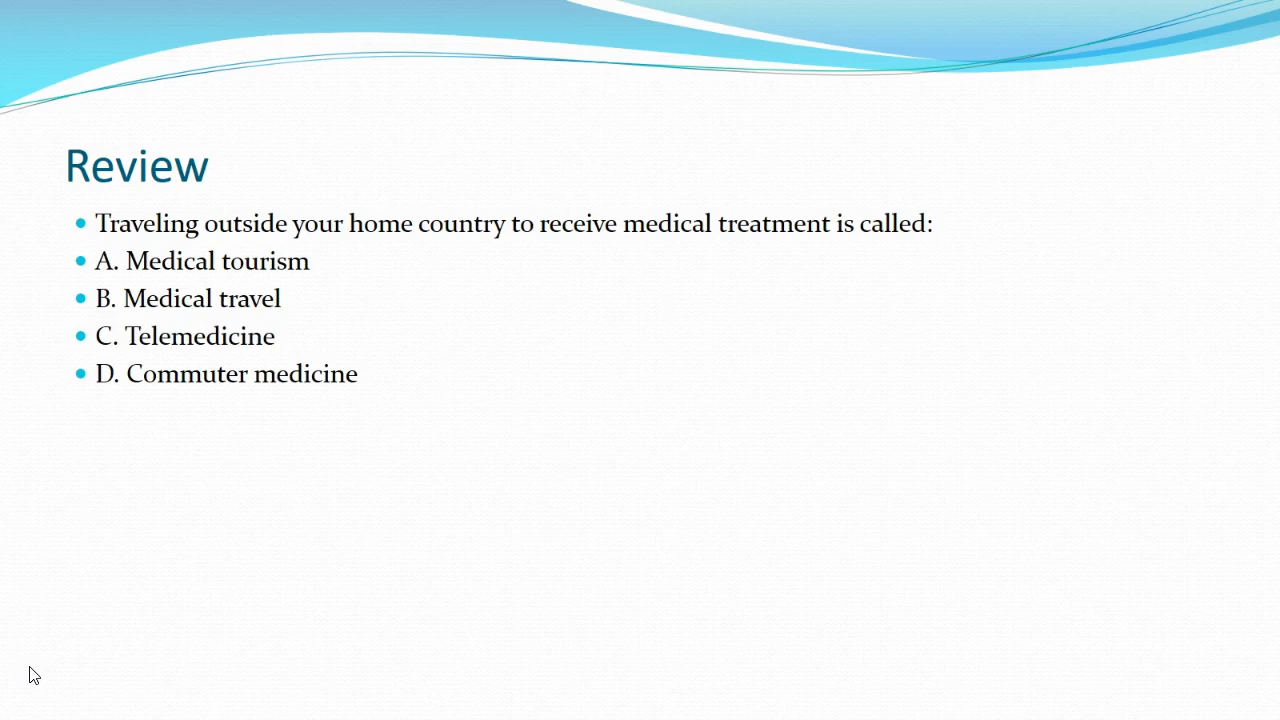 Review
Traveling outside your home country to receive medical treatment is called:
A. Medical tourism
B. Medical travel
C. Telemedicine
D. Commuter medicine